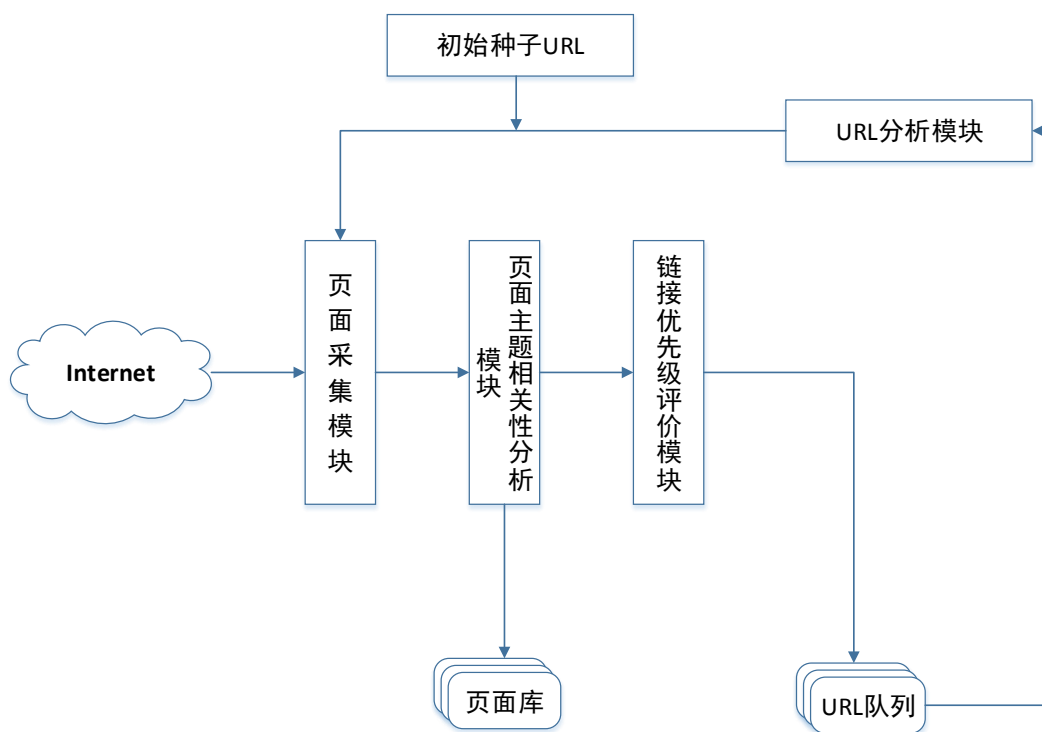 初始种子URL
URL分析模块
页面采集模块
页面主题相关性分析
模块
链接优先级评价模块
Internet
页面库
URL队列